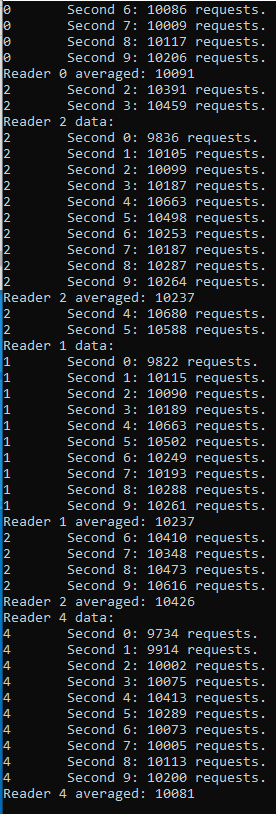 0 Second 6: 10086 requests.
0 Second 7: 10009 requests.
0 Second 8: 10117 requests.
0 Second 9: 10206 requests.
Reader 0 averaged: 10091
2 Second 2: 10391 requests.
2 Second 3: 10459 requests.
Reader 2 data:
2 Second 0: 9836 requests.
2 Second 1: 10105 requests.
2 Second 2: 10099 requests.
2 Second 3: 10187 requests.
2 Second 4: 10663 requests.
2 Second 5: 10498 requests.
2 Second 6: 10253 requests.
2 Second 7: 10187 requests.
2 Second 8: 10287 requests.
2 Second 9: 10264 requests.
Reader 2 averaged: 10237
2 Second 4: 10680 requests.
2 Second 5: 10588 requests.
Reader 1 data:
1 Second 0: 9822 requests.
1 Second 1: 10115 requests.
1 Second 2: 10090 requests.
1 Second 3: 10189 requests.
1 Second 4: 10663 requests.
1 Second 5: 10502 requests.
1 Second 6: 10249 requests.
1 Second 7: 10193 requests.
1 Second 8: 10288 requests.
1 Second 9: 10261 requests.
Reader 1 averaged: 10237
2 Second 6: 10410 requests.
2 Second 7: 10348 requests.
2 Second 8: 10473 requests.
2 Second 9: 10616 requests.
Reader 2 averaged: 10426
Reader 4 data:
4 Second 0: 9734 requests.
4 Second 1: 9914 requests.
4 Second 2: 10002 requests.
4 Second 3: 10075 requests.
4 Second 4: 10413 requests.
4 Second 5: 10289 requests.
4 Second 6: 10073 requests.
4 Second 7: 10005 requests.
4 Second 8: 10113 requests.
4 Second 9: 10200 requests.
Reader 4 averaged: 10081